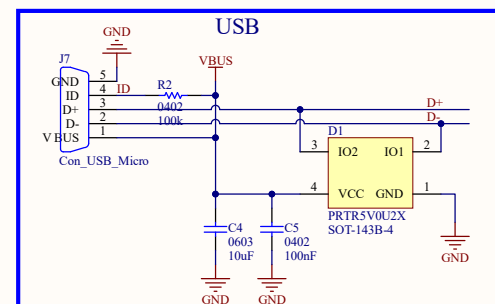 USB
GND
J7
VBUS
GND 5
ID 4 ID
R2
0402
100k
D+ 3
D- 2
VBUS 1
Con_USB_Micro
D+
D-
D1
3 IO2 IO1 2
4 VCC GND 1
PRTR5V0U2X
SOT-143B-4
C4
0603
10uF
C5
0402
100nF
GND
GND
GND